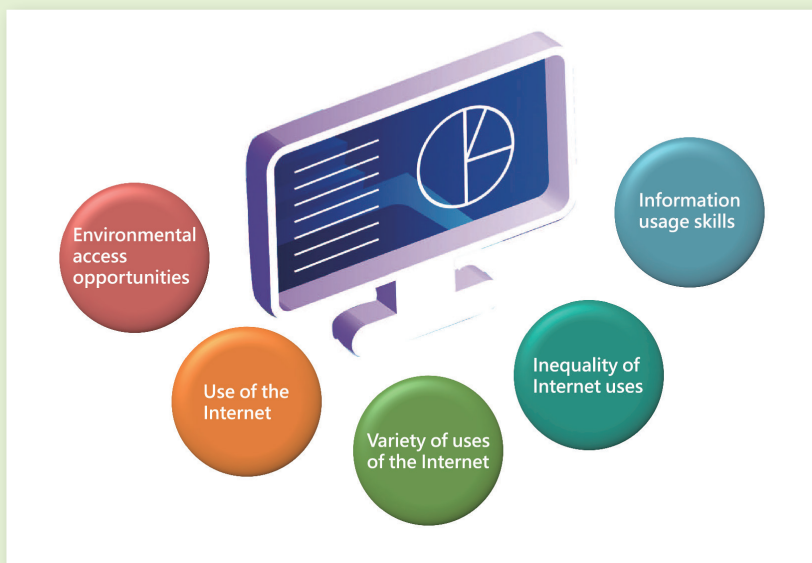 Environmental
access
opportunities
Use of the
Internet
Variety of uses
of the Internet
Inequality of
Internet uses
Information
usage skills